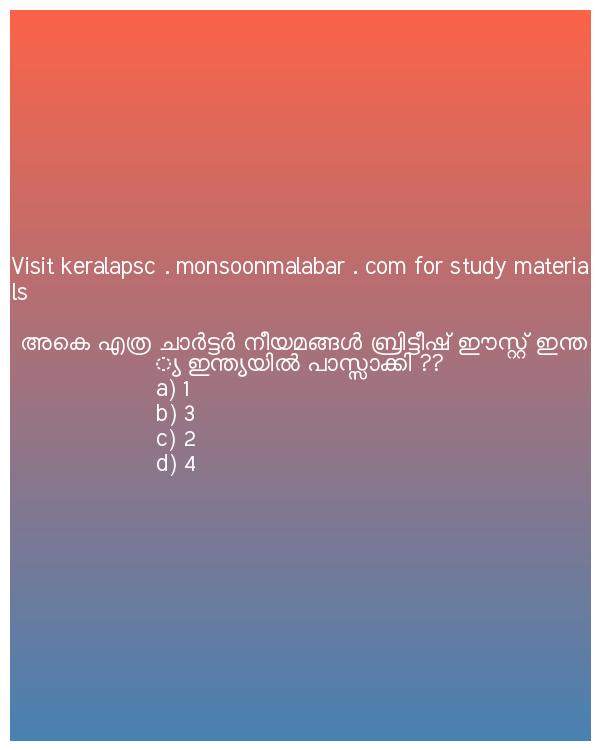 Visit keralapsc . monsoonmalabar . com for study materia
ls
അകെ എത്ര ചാർട്ടർ നീയമങ്ങൾ ബ്രിട്ടീഷ് ഈസ്റ്റ് ഇന്ത
്യ ഇന്ത്യയിൽ പാസ്സാക്കി ??
a) 1
b) 3
c) 2
d) 4